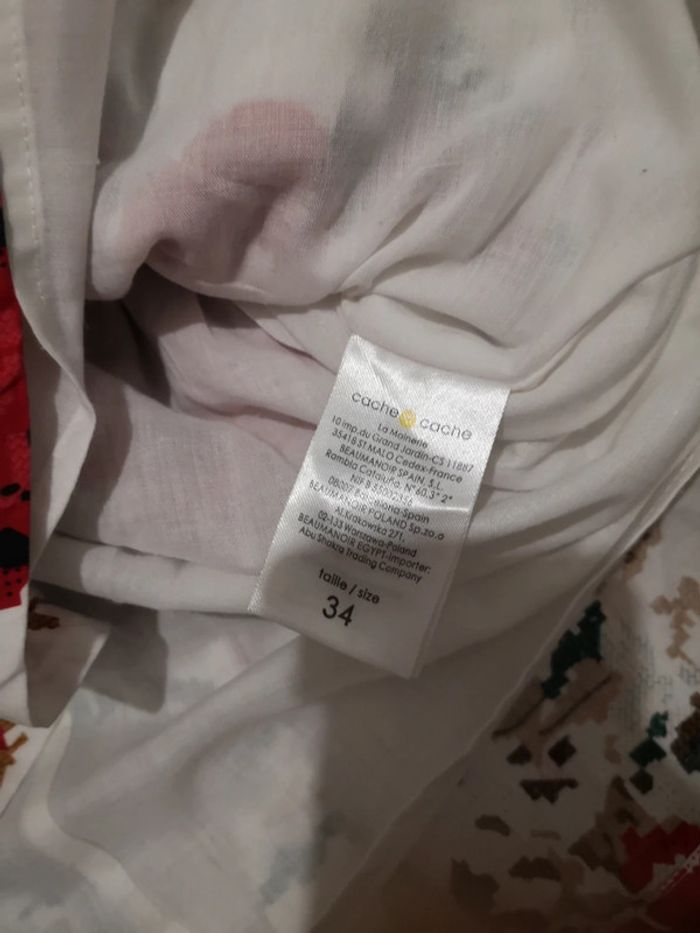 cache cache
La Moinerie
10 imp.du Grand Jardin-CS 11887
35418 ST MALO Cedex-France
BEAUMANOIR SPAIN, S.L.
Rambla Cataluña, N°60.3° 2°
NIF B 65092356
08007 Barcelona-Spain
BEAUMANOIR POLAND Sp.zo.o
Al.Krakowska 271,
02-133 Warszawa-Poland
BEAUMANOIR EGYPT-Importer:
Abu Shakra Trading Company
taille / size
34